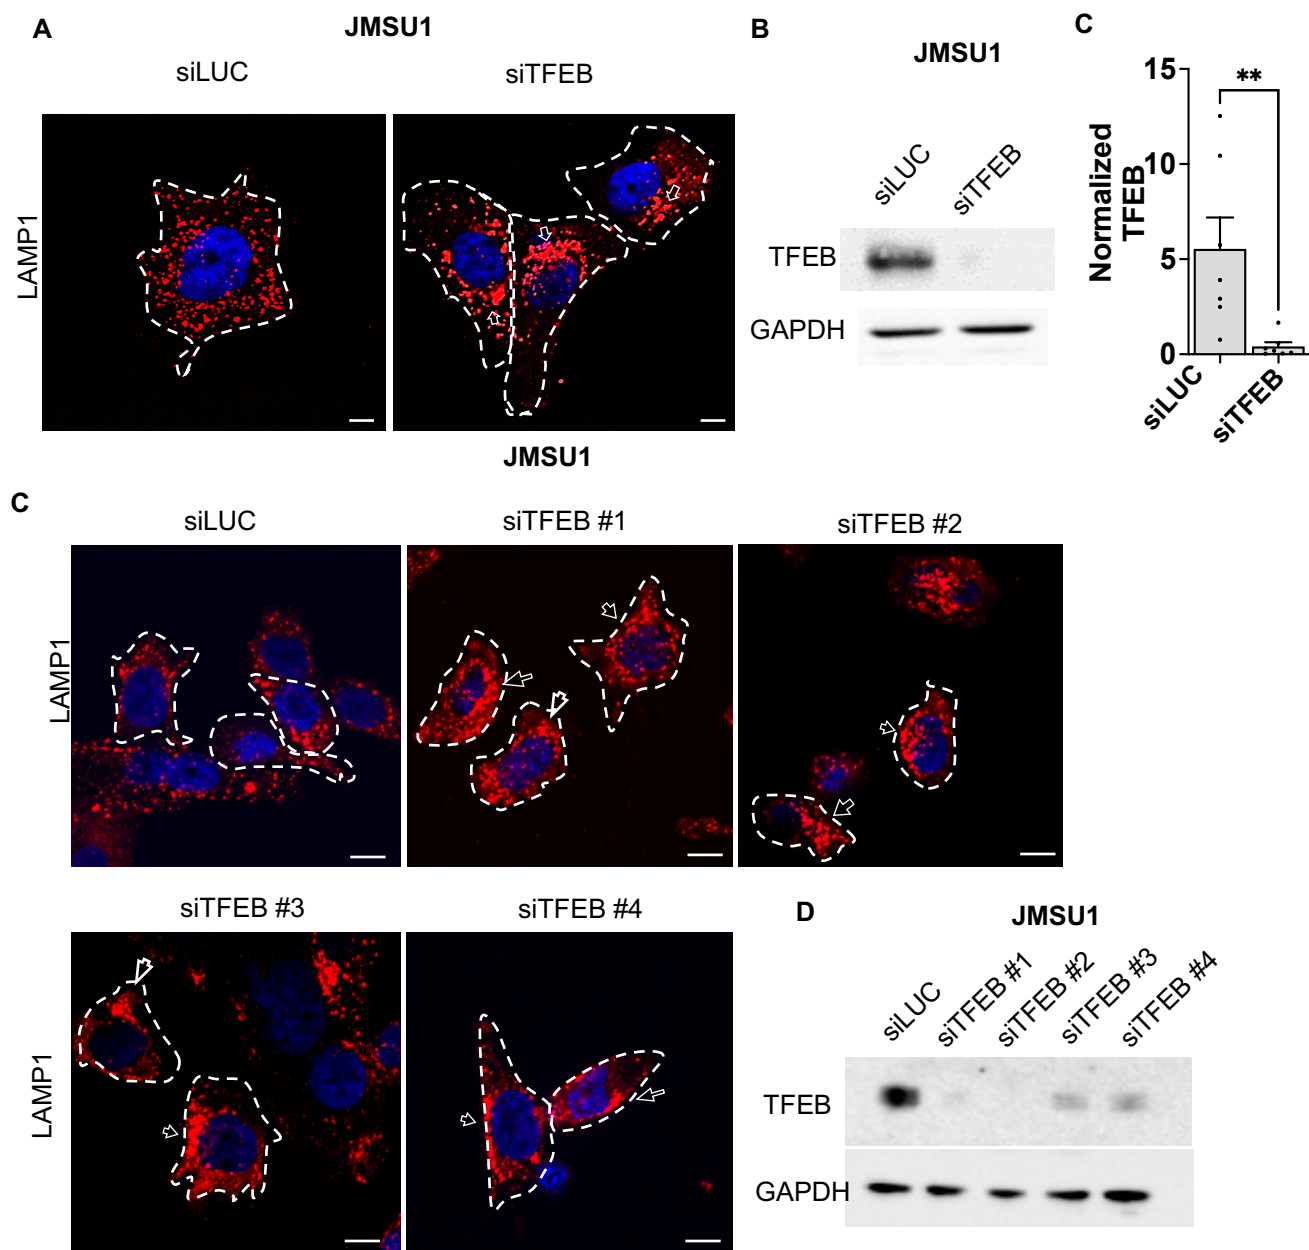 A
JMSU1
siLUC
siTFEB
LAMP1
B
JMSU1
siLUC
siTFEB
TFEB
GAPDH
C
15
**
10
5
0
Normalized
TFEB
siLUC
siTFEB
JMSU1
C
siLUC
siTFEB #1
siTFEB #2
LAMP1
siTFEB #3
siTFEB #4
LAMP1
D
JMSU1
siLUC
siTFEB #1
siTFEB #2
siTFEB #3
siTFEB #4
TFEB
GAPDH